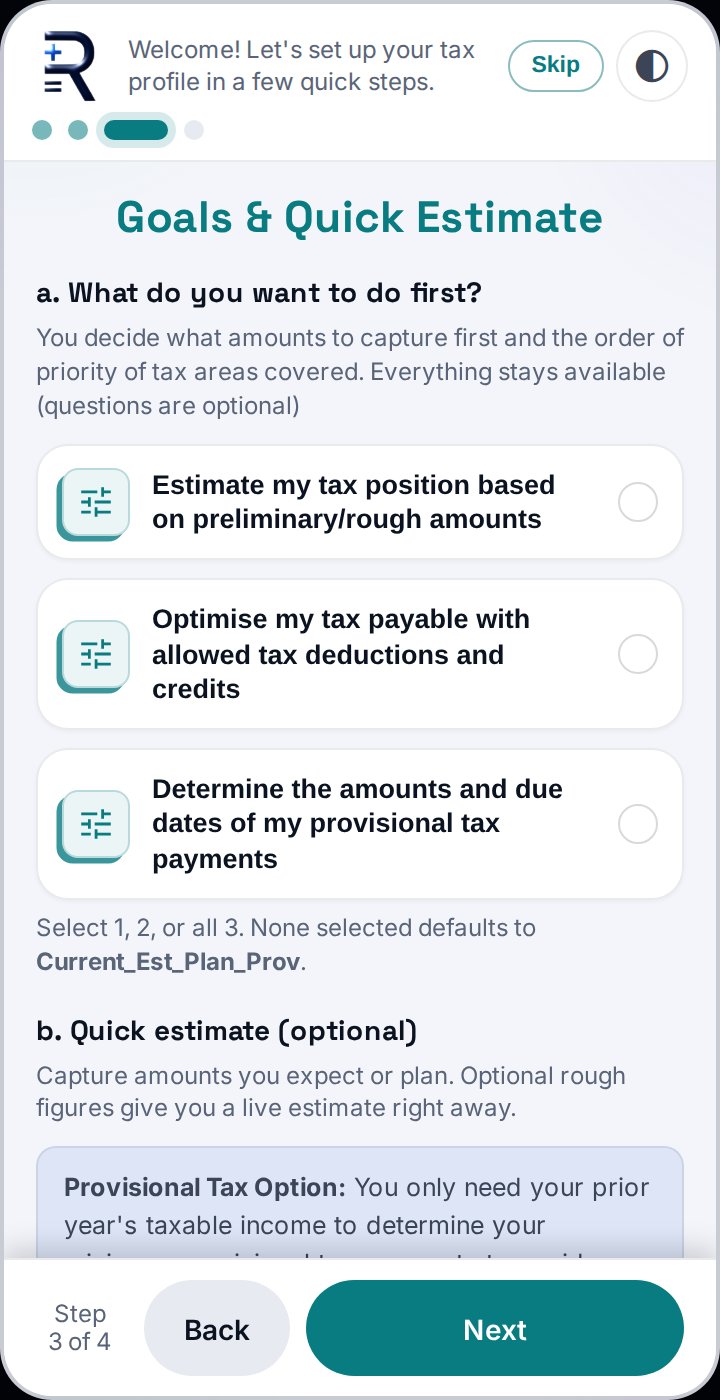 Welcome! Let's set up your tax
profile in a few quick steps.
Skip
Goals & Quick Estimate
a. What do you want to do first?
You decide what amounts to capture first and the order of
priority of tax areas covered. Everything stays available
(questions are optional)
Estimate my tax position based
on preliminary/rough amounts
Optimise my tax payable with
allowed tax deductions and
credits
Determine the amounts and due
dates of my provisional tax
payments
Select 1, 2, or all 3. None selected defaults to
Current_Est_Plan_Prov.
b. Quick estimate (optional)
Capture amounts you expect or plan. Optional rough
figures give you a live estimate right away.
Provisional Tax Option: You only need your prior
year's taxable income to determine your
Step
3 of 4
Back
Next